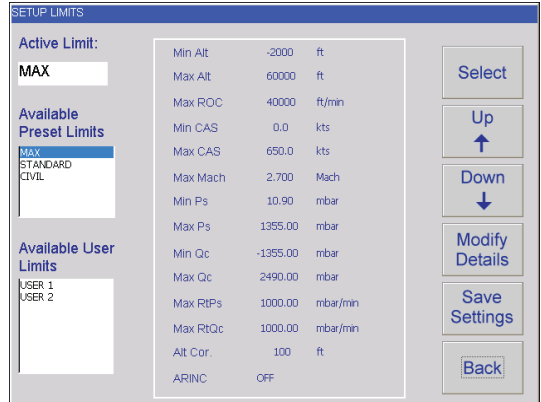 SETUP LIMITS
Active Limit:
MAX
Available
Preset Limits
MAX
STANDARD
CIVIL
Available User
Limits
USER 1
USER 2
Min Alt -2000 ft
Max Alt 60000 ft
Max ROC 40000 ft/min
Min CAS 0.0 kts
Max CAS 650.0 kts
Max Mach 2.700 Mach
Min Ps 10.90 mbar
Max Ps 1355.00 mbar
Min Qc -1355.00 mbar
Max Qc 2490.00 mbar
Max RtPs 1000.00 mbar/min
Max RtQc 1000.00 mbar/min
Alt Cor. 100 ft
ARINC OFF
Select
Up
↑
Down
↓
Modify
Details
Save
Settings
Back